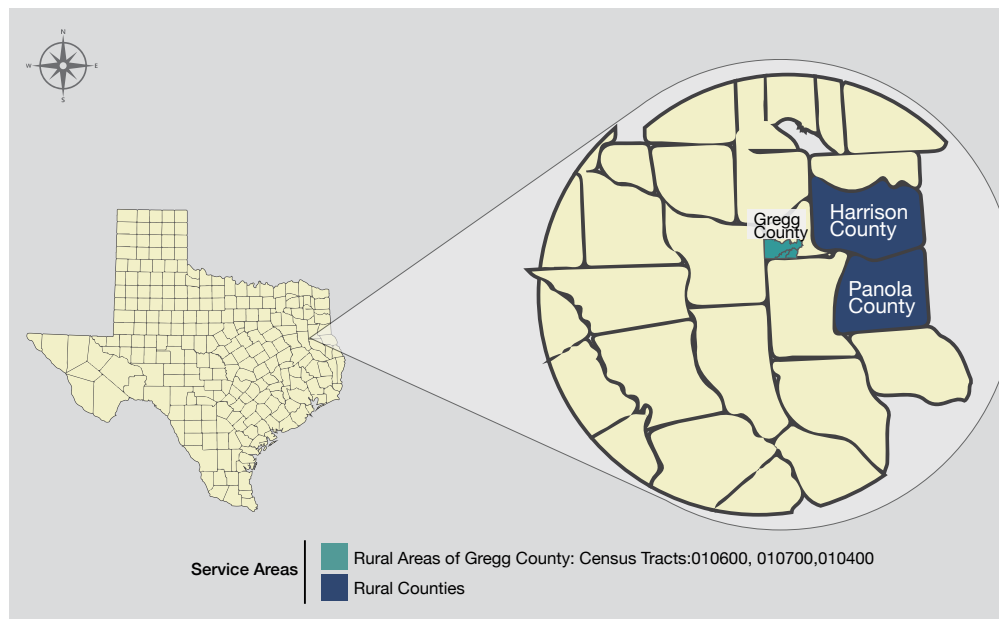 N
W
E
S
Gregg
County
Harrison
County
Panola
County
Service Areas
Rural Areas of Gregg County: Census Tracts:010600, 010700,010400
Rural Counties